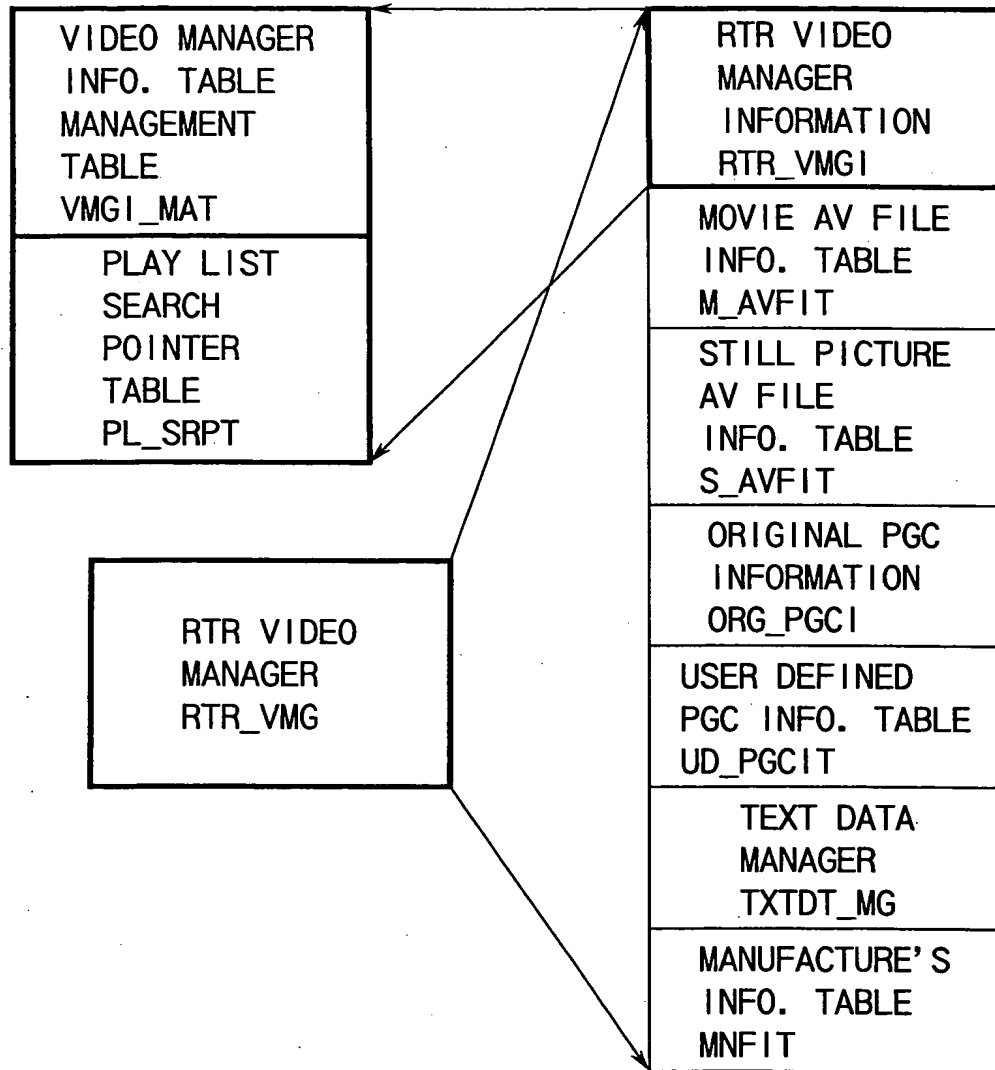 VIDEO MANAGER
INFO. TABLE
MANAGEMENT
TABLE
VMGI_MAT
PLAY LIST
SEARCH
POINTER
TABLE
PL_SRPT
RTR VIDEO
MANAGER
RTR_VMG
RTR VIDEO
MANAGER
INFORMATION
RTR_VMGI
MOVIE AV FILE
INFO. TABLE
M_AVFIT
STILL PICTURE
AV FILE
INFO. TABLE
S_AVFIT
ORIGINAL PGC
INFORMATION
ORG_PGCI
USER DEFINED
PGC INFO. TABLE
UD_PGCIT
TEXT DATA
MANAGER
TXTDT_MG
MANUFACTURE'S
INFO. TABLE
MNFIT